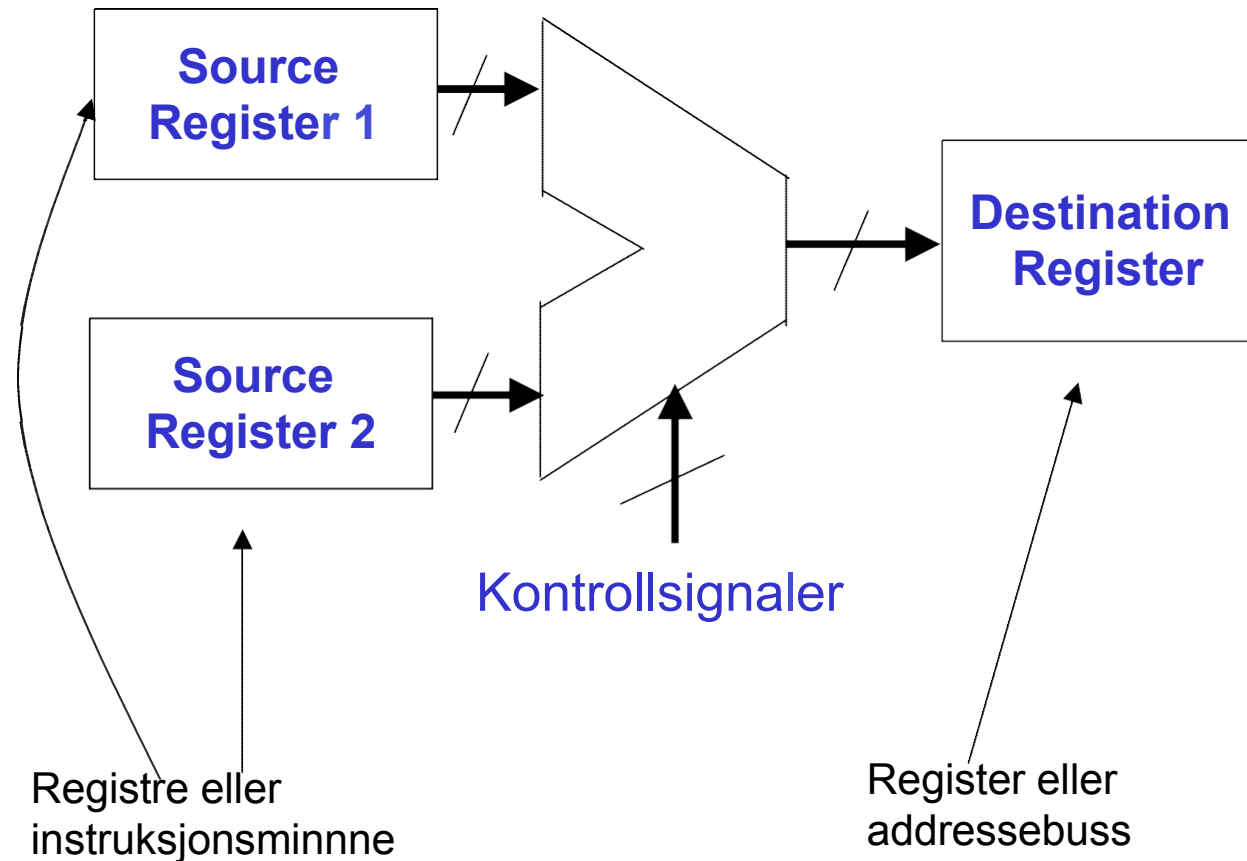 Source
Register 1
Destination
Register
Source
Register 2
Kontrollsignaler
Registre eller
instruksjonsminnne
Register eller
addressebuss